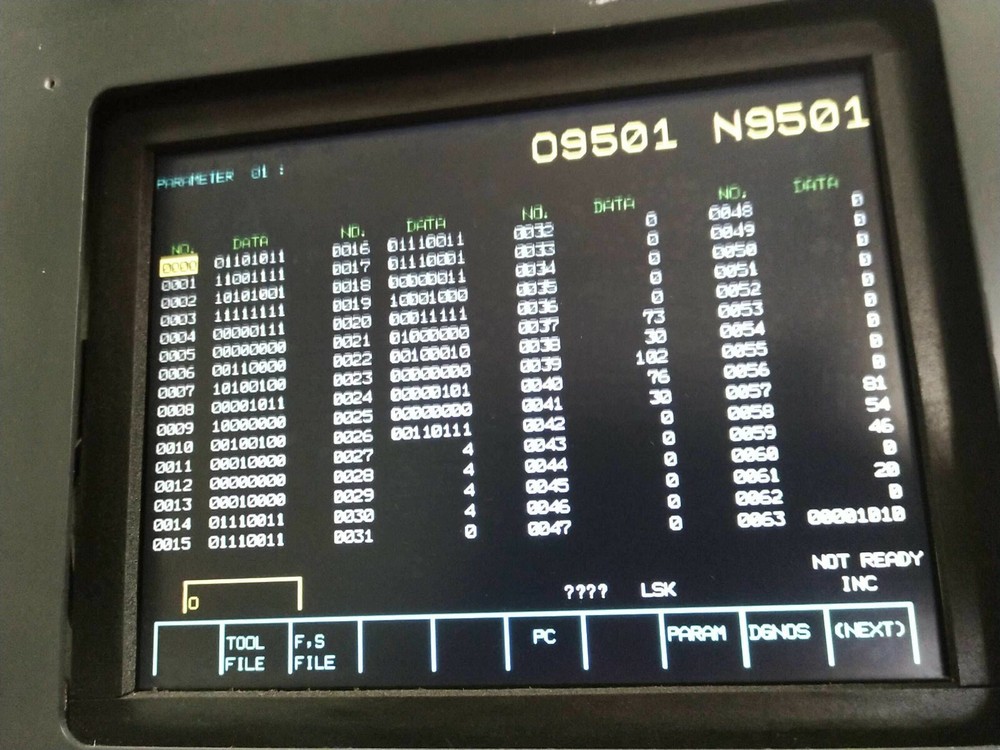 O9501 N9501
PARAMETER 01 :
NO. DATA NO. DATA NO. DATA NO. DATA
0000 01101011 0016 01110011 0032 0 0048 0
0001 11001111 0017 01110001 0033 0 0049 0
0002 10101001 0018 00000011 0034 0 0050 0
0003 11111111 0019 10001000 0035 0 0051 0
0004 00000111 0020 00011111 0036 0 0052 0
0005 00000000 0021 01000000 0037 73 0053 0
0006 00110000 0022 00100010 0038 30 0054 0
0007 10100100 0023 00000000 0039 102 0055 0
0008 00001011 0024 00000101 0040 76 0056 0
0009 10000000 0025 00000000 0041 30 0057 81
0010 00100100 0026 00110111 0042 0 0058 54
0011 00010000 0027 4 0043 0 0059 46
0012 00000000 0028 4 0044 0 0060 0
0013 00010000 0029 4 0045 0 0061 20
0014 01110011 0030 4 0046 0 0062 0
0015 01110011 0031 0 0047 0 0063 00001010
NOT READY
O ???? LSK INC
TOOL FILE
F,S FILE
PC
PARAM
DGNOS
(NEXT)